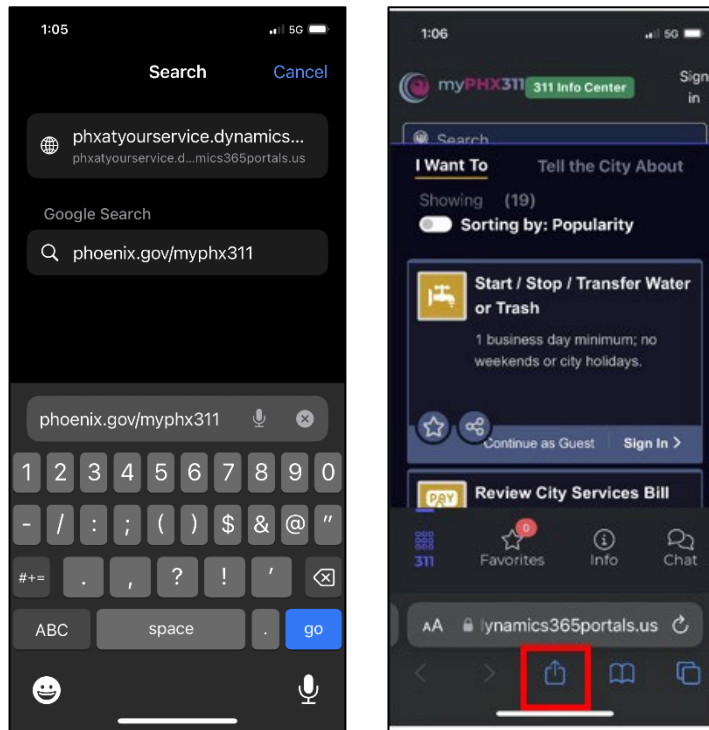 1:05
5G
Search
Cancel
phxatyourservice.dynamics...
phxatyourservice.d...mics365portals.us
Google Search
phoenix.gov/myphx311
phoenix.gov/myphx311
1 2 3 4 5 6 7 8 9 0
- / : ; ( ) $ & @ "
#+= . , ? ! '
ABC space . go
1:06
5G
myPHX311
311 Info Center
Sign
in
Search
I Want To
Tell the City About
Showing (19)
Sorting by: Popularity
Start / Stop / Transfer Water
or Trash
1 business day minimum; no
weekends or city holidays.
Continue as Guest
Sign In >
PAY
Review City Services Bill
0
311
Favorites
Info
Chat
AA
lynamics365portals.us